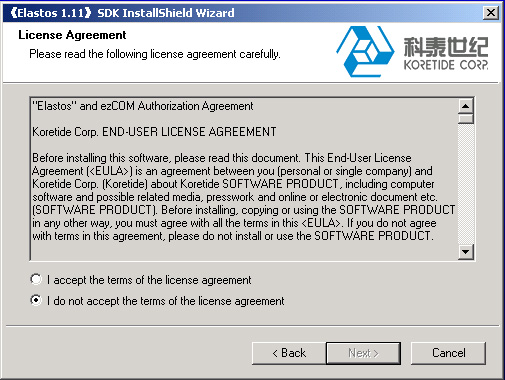 《Elastos 1.11》 SDK InstallShield Wizard
License Agreement
Please read the following license agreement carefully.
科泰世纪
KORETIDE CORP.
"Elastos" and ezCOM Authorization Agreement
Koretide Corp. END-USER LICENSE AGREEMENT
Before installing this software, please read this document. This End-User License
Agreement (<EULA>) is an agreement between you (personal or single company) and
Koretide Corp. (Koretide) about Koretide SOFTWARE PRODUCT, including computer
software and possible related media, presswork and online or electronic document etc.
(SOFTWARE PRODUCT). Before installing, copying or using the SOFTWARE PRODUCT
in any other way, you must agree with all the terms in this <EULA>. If you do not agree
with terms in this agreement, please do not install or use the SOFTWARE PRODUCT.
I accept the terms of the license agreement
I do not accept the terms of the license agreement
< Back
Next >
Cancel